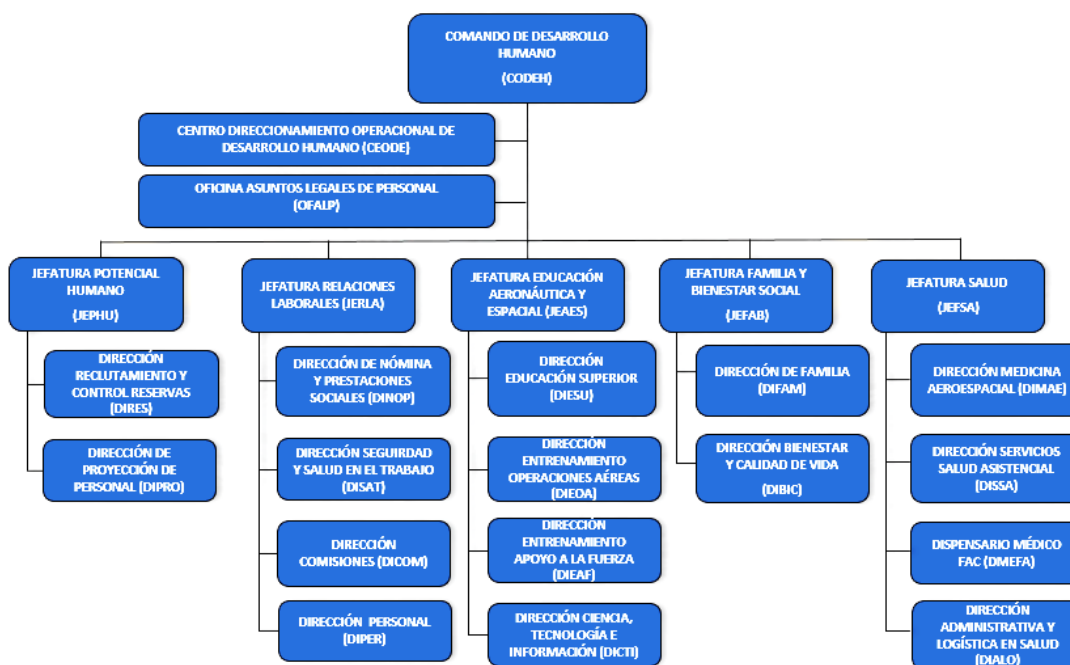 COMANDO DE DESARROLLO
HUMANO
(CODEH)
CENTRO DIRECCIONAMIENTO OPERACIONAL DE
DESARROLLO HUMANO (CEODE)
OFICINA ASUNTOS LEGALES DE PERSONAL
(OFALP)
JEFATURA POTENCIAL
HUMANO
(JEPHU)
DIRECCIÓN
RECLUTAMIENTO Y
CONTROL RESERVAS
(DIRES)
DIRECCIÓN DE
PROYECCIÓN DE
PERSONAL (DIPRO)
JEFATURA RELACIONES
LABORALES (JERLA)
DIRECCIÓN DE NÓMINA
Y PRESTACIONES
SOCIALES (DINOP)
DIRECCIÓN SEGUIRDAD
Y SALUD EN EL TRABAJO
(DISAT)
DIRECCIÓN
COMISIONES (DICOM)
DIRECCIÓN PERSONAL
(DIPER)
JEFATURA EDUCACIÓN
AERONÁUTICA Y
ESPACIAL (JEAES)
DIRECCIÓN
EDUCACIÓN SUPERIOR
(DIESU)
DIRECCIÓN
ENTRENAMIENTO
OPERACIONES AÉREAS
(DIEOA)
DIRECCIÓN
ENTRENAMIENTO
APOYO A LA FUERZA
(DIEAF)
DIRECCIÓN CIENCIA,
TECNOLOGÍA E
INFORMACIÓN (DICTI)
JEFATURA FAMILIA Y
BIENESTAR SOCIAL
(JEFAB)
DIRECCIÓN DE FAMILIA
(DIFAM)
DIRECCIÓN BIENESTAR
Y CALIDAD DE VIDA
(DIBIC)
JEFATURA SALUD
(JEFSA)
DIRECCIÓN MEDICINA
AEROESPACIAL (DIMAE)
DIRECCIÓN SERVICIOS
SALUD ASISTENCIAL
(DISSA)
DISPENSARIO MÉDICO
FAC (DMEFA)
DIRECCIÓN
ADMINISTRATIVA Y
LOGÍSTICA EN SALUD
(DIALO)